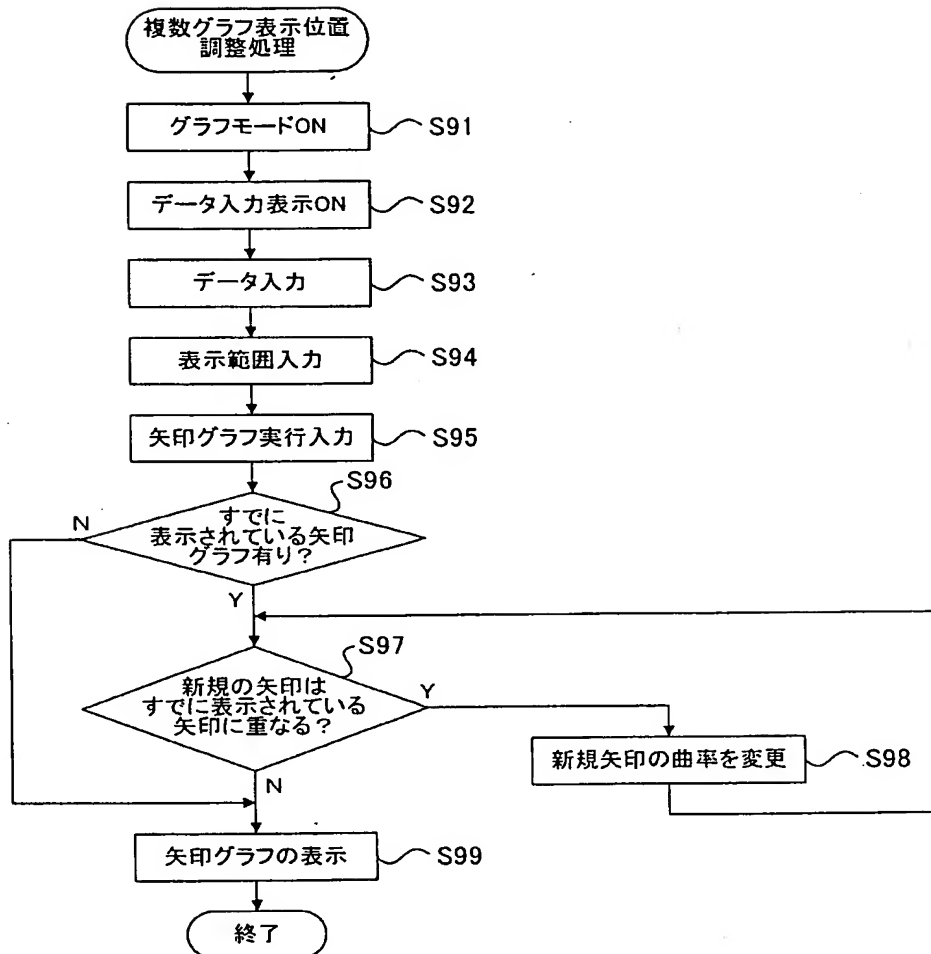 複数グラフ表示位置
調整処理
グラフモードON
S91
データ入力表示ON
S92
データ入力
S93
表示範囲入力
S94
矢印グラフ実行入力
S95
S96
N
すでに
表示されている矢印
グラフ有り?
Y
S97
新規の矢印は
すでに表示されている
矢印に重なる?
Y
新規矢印の曲率を変更
S98
N
矢印グラフの表示
S99
終了